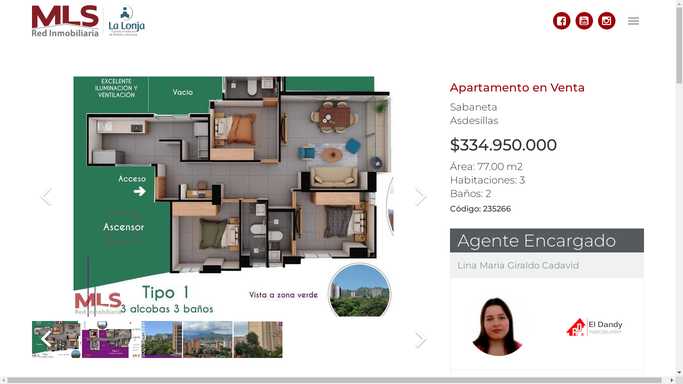 MLS
Red Inmobiliaria
La Lonja
EXCELENTE
ILUMINACIÓN Y
VENTILACIÓN
Vacío
Acceso
Ascensor
MLS
Red Inmobiliaria
Tipo 1
3 alcobas 3 baños
Vista a zona verde
Apartamento en Venta
Sabaneta
Asdesillas
$334.950.000
Área: 77.00 m2
Habitaciones: 3
Baños: 2
Código: 235266
Agente Encargado
Lina Maria Giraldo Cadavid
El Dandy